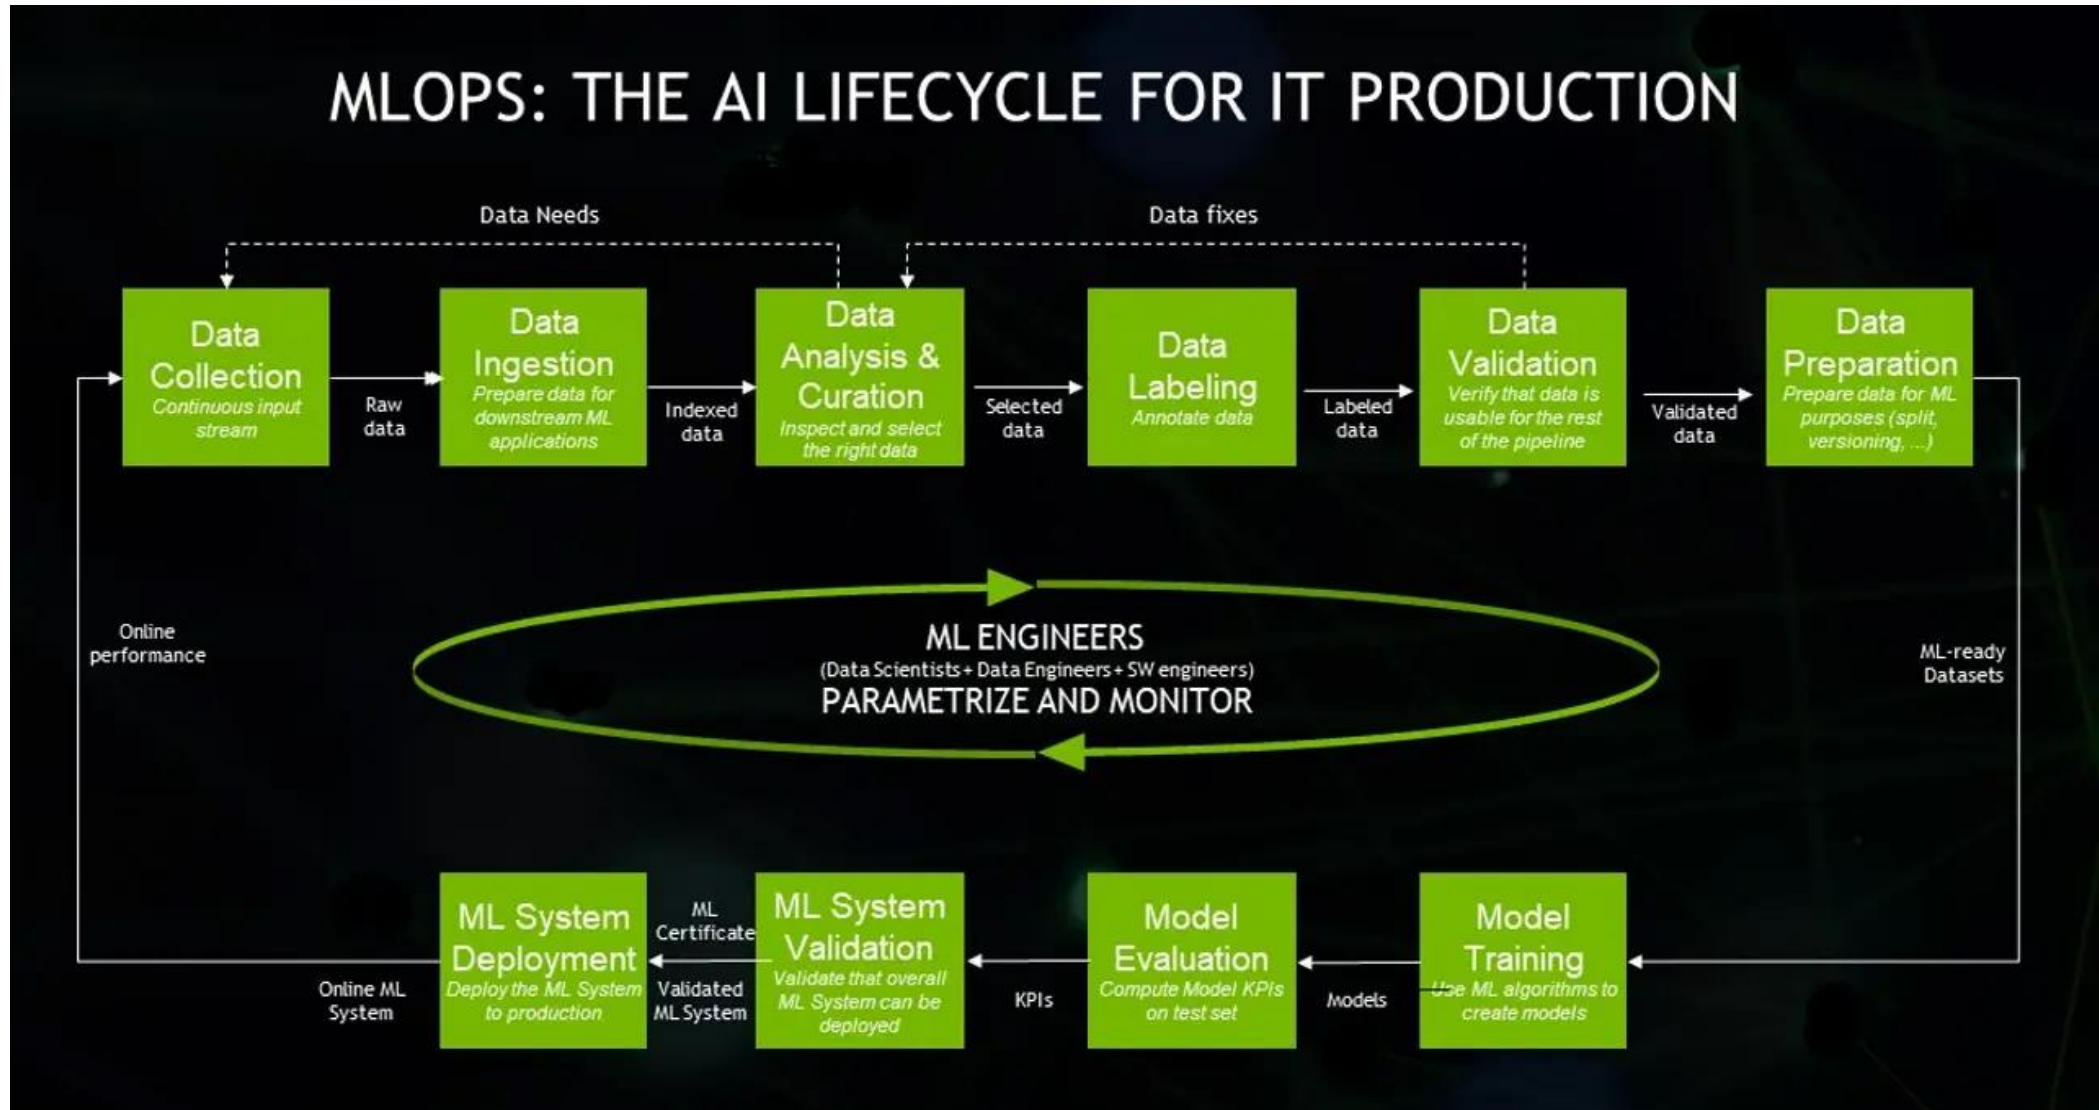 MLOPS: THE AI LIFECYCLE FOR IT PRODUCTION
Data Needs
Data fixes
Data
Collection
Continuous input
stream
Raw
data
Data
Ingestion
Prepare data for
downstream ML
applications
Indexed
data
Data
Analysis &
Curation
Inspect and select
the right data
Selected
data
Data
Labeling
Annotate data
Labeled
data
Data
Validation
Verify that data is
usable for the rest
of the pipeline
Validated
data
Data
Preparation
Prepare data for ML
purposes (split,
versioning, ...)
Online
performance
ML ENGINEERS
(Data Scientists+ Data Engineers+ SW engineers)
PARAMETRIZE AND MONITOR
ML-ready
Datasets
Online ML
System
ML System
Deployment
Deploy the ML System
to production
ML
Certificate
Validated
ML System
ML System
Validation
Validate that overall
ML System can be
deployed
KPIs
Model
Evaluation
Compute Model KPIs
on test set
Models
Model
Training
Use ML algorithms to
create models